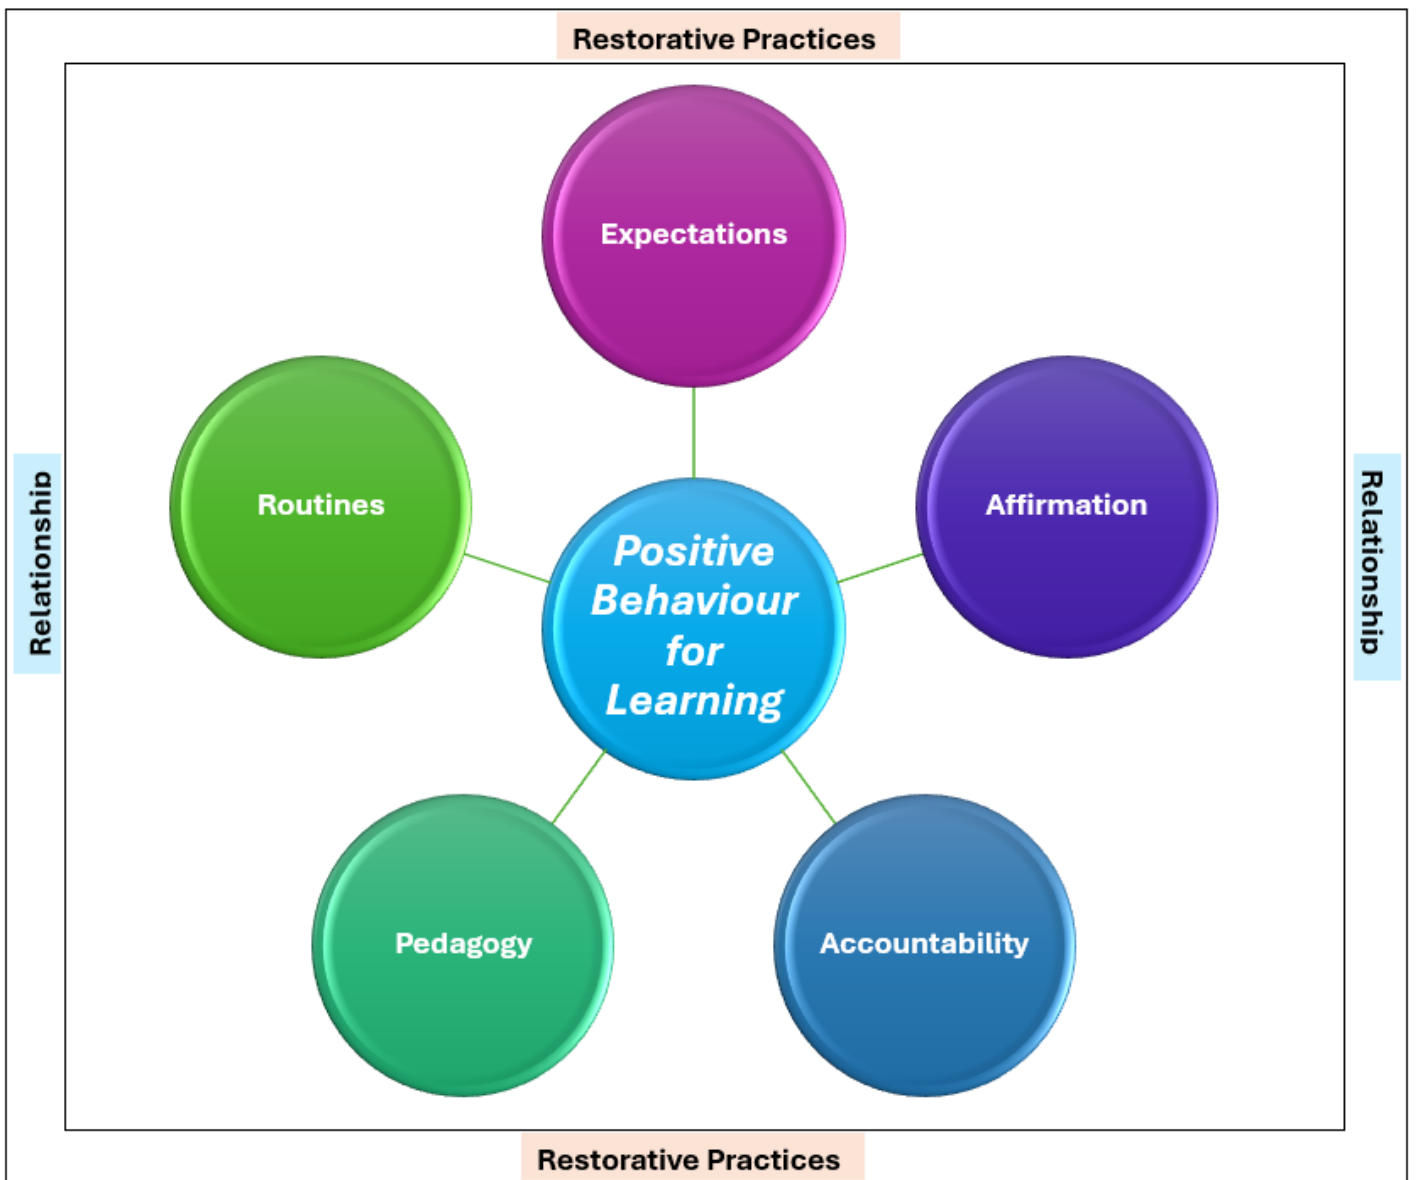 Restorative Practices
Expectations
Routines
Affirmation
Relationship
Positive
Behaviour
for
Learning
Relationship
Pedagogy
Accountability
Restorative Practices